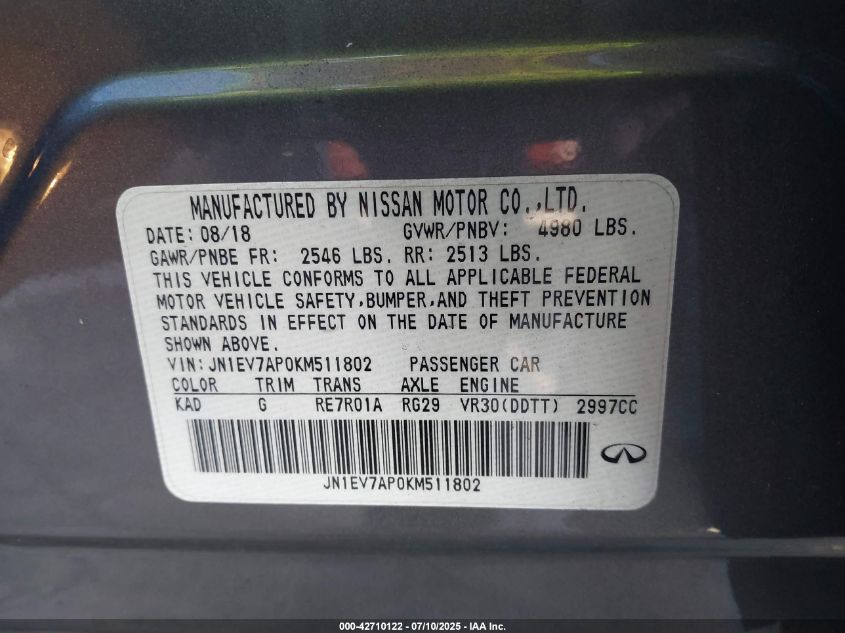 MANUFACTURED BY NISSAN MOTOR CO.,LTD.
DATE: 08/18 GVWR/PNBV: 4980 LBS.
GAWR/PNBE FR: 2546 LBS. RR: 2513 LBS.
THIS VEHICLE CONFORMS TO ALL APPLICABLE FEDERAL
MOTOR VEHICLE SAFETY,BUMPER,AND THEFT PREVENTION
STANDARDS IN EFFECT ON THE DATE OF MANUFACTURE
SHOWN ABOVE.
VIN:JN1EV7AP0KM511802 PASSENGER CAR
COLOR TRIM TRANS AXLE ENGINE
KAD G RE7R01A RG29 VR30(DDTT) 2997CC
JN1EV7AP0KM511802
000-42710122 - 07/10/2025 - IAA Inc.